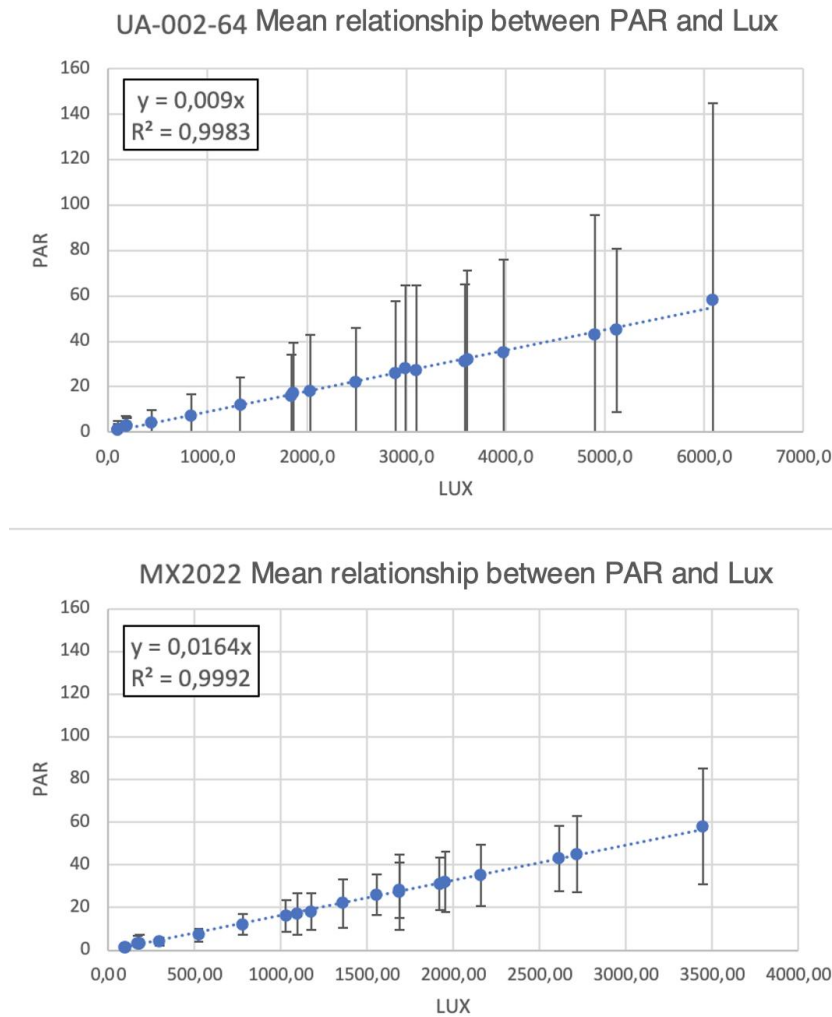 UA-002-64 Mean relationship between PAR and Lux
160
140
120
100
80
60
40
20
0
PAR
y = 0,009x
R² = 0,9983
0,0 1000,0 2000,0 3000,0 4000,0 5000,0 6000,0 7000,0
LUX
MX2022 Mean relationship between PAR and Lux
160
140
120
100
80
60
40
20
0
PAR
y = 0,0164x
R² = 0,9992
0,00 500,00 1000,00 1500,00 2000,00 2500,00 3000,00 3500,00 4000,00
LUX